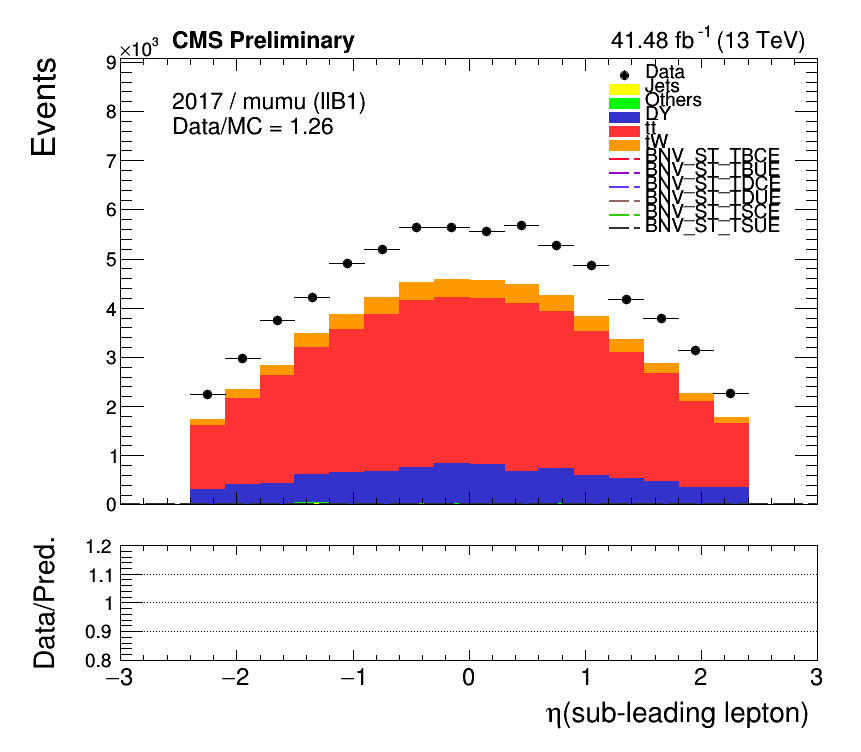 CMS Preliminary
41.48 fb⁻¹ (13 TeV)
×10³
Events
2017 / mumu (llB1)
Data/MC = 1.26
Data
Jets
Others
DY
tt
tW
BNV_ST_TBCE
BNV_ST_TBUE
BNV_ST_TDCE
BNV_ST_TDUE
BNV_ST_TSCE
BNV_ST_TSUE
9
8
7
6
5
4
3
2
1
0
Data/Pred.
1.2
1.1
1
0.9
0.8
−3 −2 −1 0 1 2 3
η(sub-leading lepton)